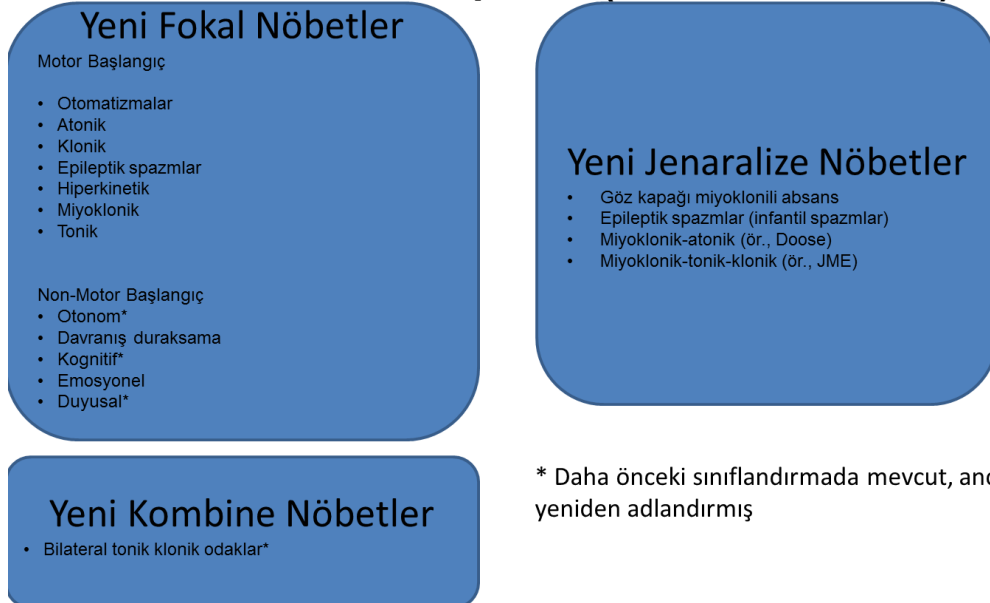 Yeni Fokal Nöbetler
Motor Başlangıç
• Otomatizmalar
• Atonik
• Klonik
• Epileptik spazmlar
• Hiperkinetik
• Miyoklonik
• Tonik
Non-Motor Başlangıç
• Otonom*
• Davranış duraksama
• Kognitif*
• Emosyonel
• Duyusal*
Yeni Jenaralize Nöbetler
• Göz kapağı miyoklonili absans
• Epileptik spazmlar (infantil spazmlar)
• Miyoklonik-atonik (ör., Doose)
• Miyoklonik-tonik-klonik (ör., JME)
Yeni Kombine Nöbetler
• Bilateral tonik klonik odaklar*
* Daha önceki sınıflandırmada mevcut,
yeniden adlandırmış